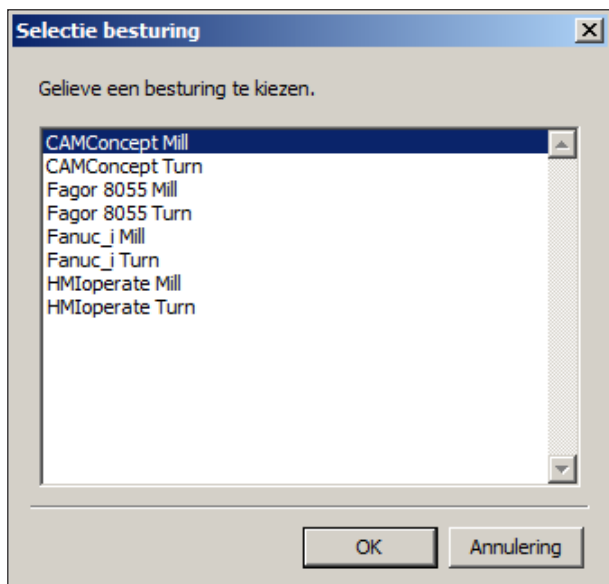 Selectie besturing
Gelieve een besturing te kiezen.
CAMConcept Mill
CAMConcept Turn
Fagor 8055 Mill
Fagor 8055 Turn
Fanuc_i Mill
Fanuc_i Turn
HMIoperate Mill
HMIoperate Turn
OK Annulering